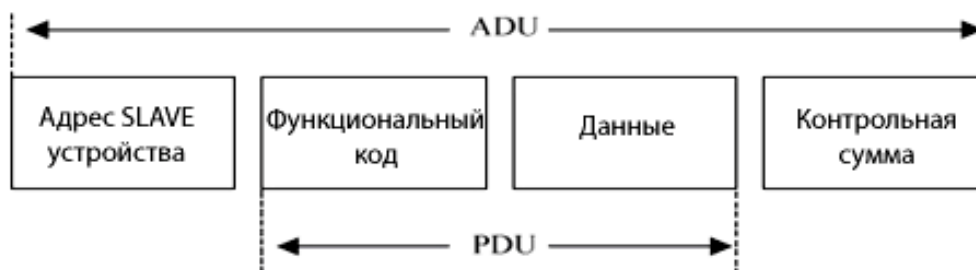 ADU
Адрес SLAVE
устройства
Функциональный
код
Данные
Контрольная
сумма
PDU